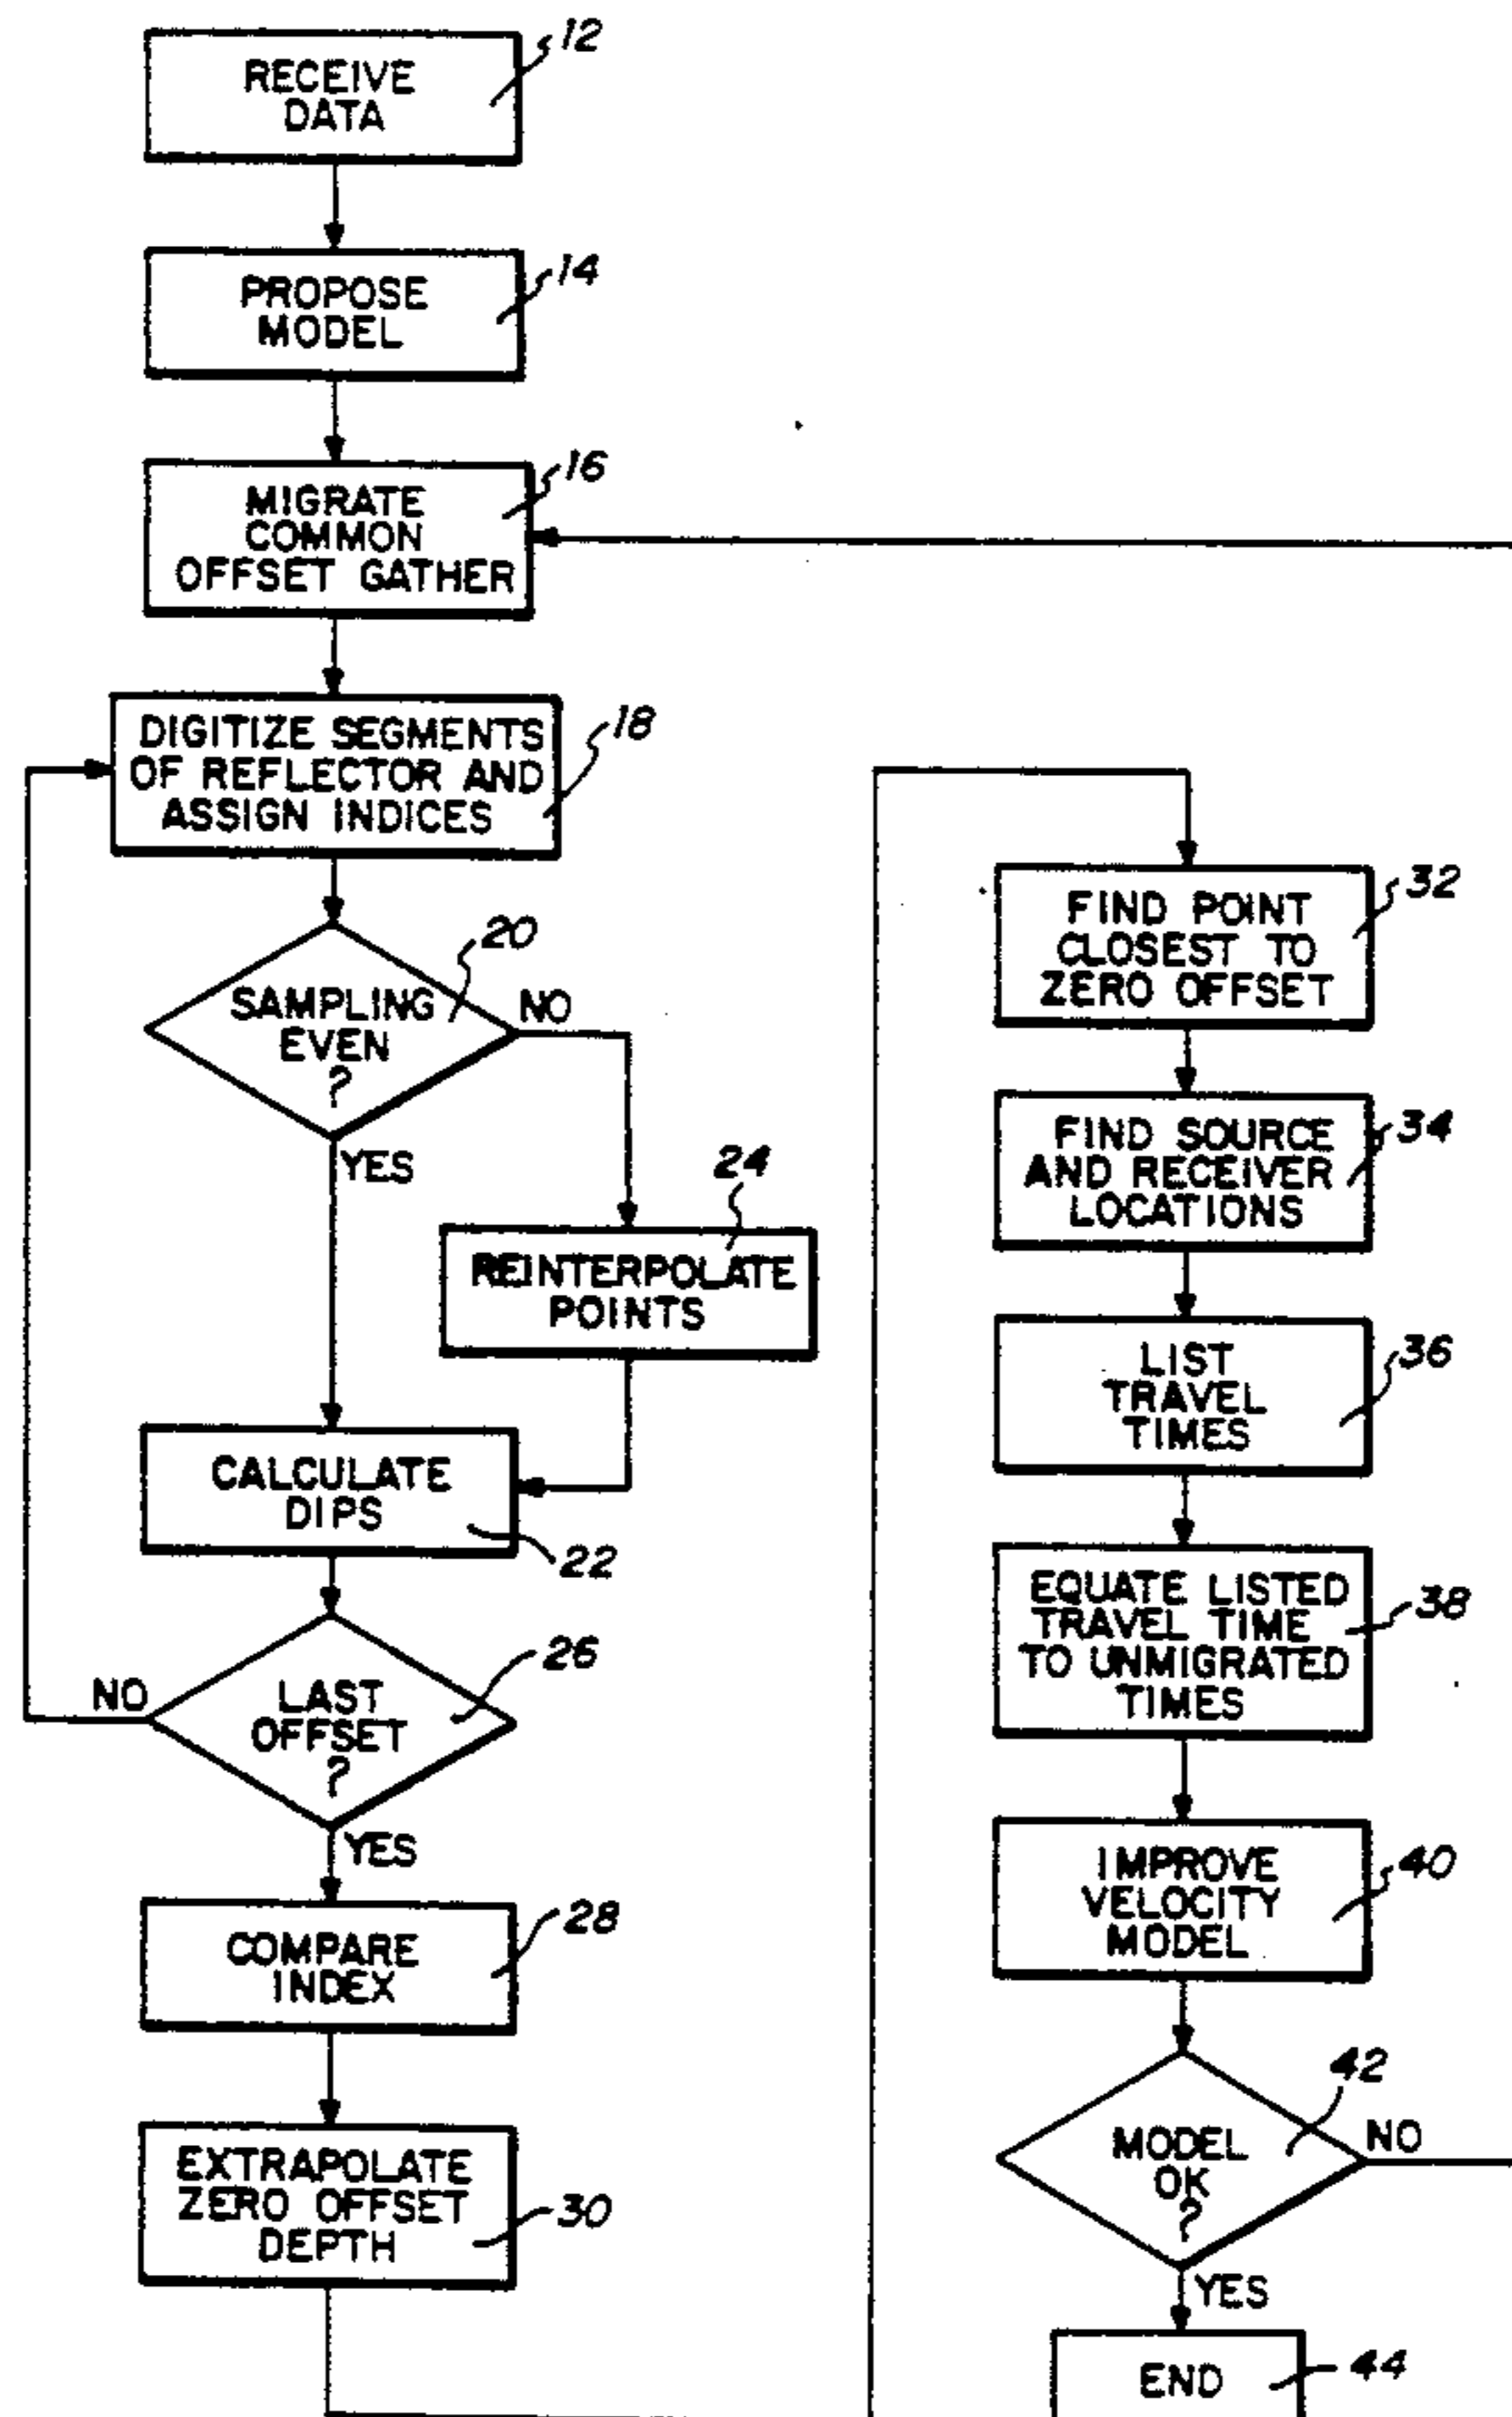 RECEIVE
DATA
12
PROPOSE
MODEL
14
MIGRATE
COMMON
OFFSET GATHER
16
DIGITIZE SEGMENTS
OF REFLECTOR AND
ASSIGN INDICES
18
SAMPLING
EVEN
?
20
NO
YES
REINTERPOLATE
POINTS
24
CALCULATE
DIPS
22
LAST
OFFSET
?
26
NO
YES
COMPARE
INDEX
28
EXTRAPOLATE
ZERO OFFSET
DEPTH
30
FIND POINT
CLOSEST TO
ZERO OFFSET
32
FIND SOURCE
AND RECEIVER
LOCATIONS
34
LIST
TRAVEL
TIMES
36
EQUATE LISTED
TRAVEL TIME
TO UNMIGRATED
TIMES
38
IMPROVE
VELOCITY
MODEL
40
MODEL
OK
?
42
NO
YES
END
44